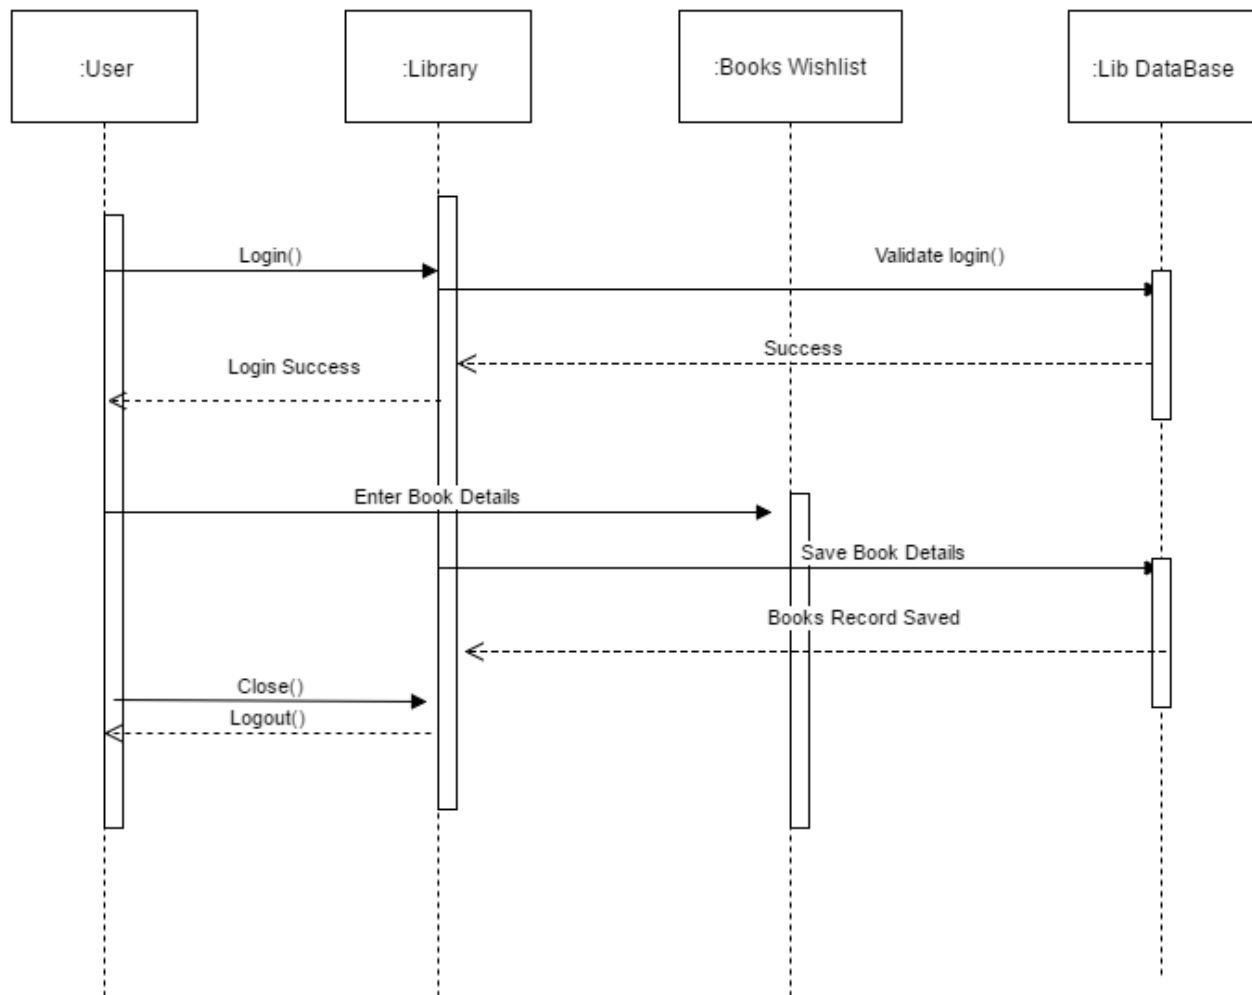 :User
:Library
:Books Wishlist
:Lib DataBase
Login()
Validate login()
Success
Login Success
Enter Book Details
Save Book Details
Books Record Saved
Close()
Logout()